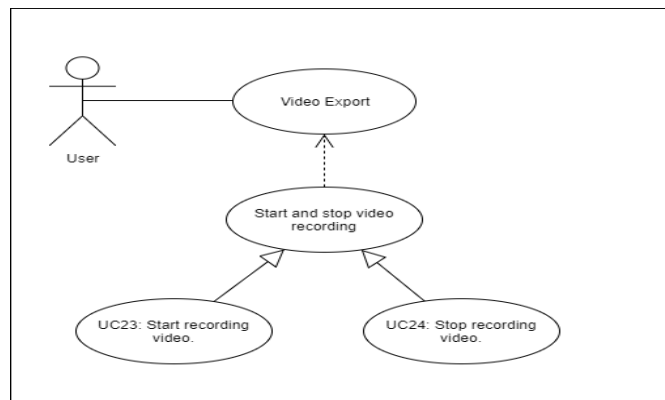 Video Export
User
Start and stop video
recording
UC23: Start recording
video.
UC24: Stop recording
video.